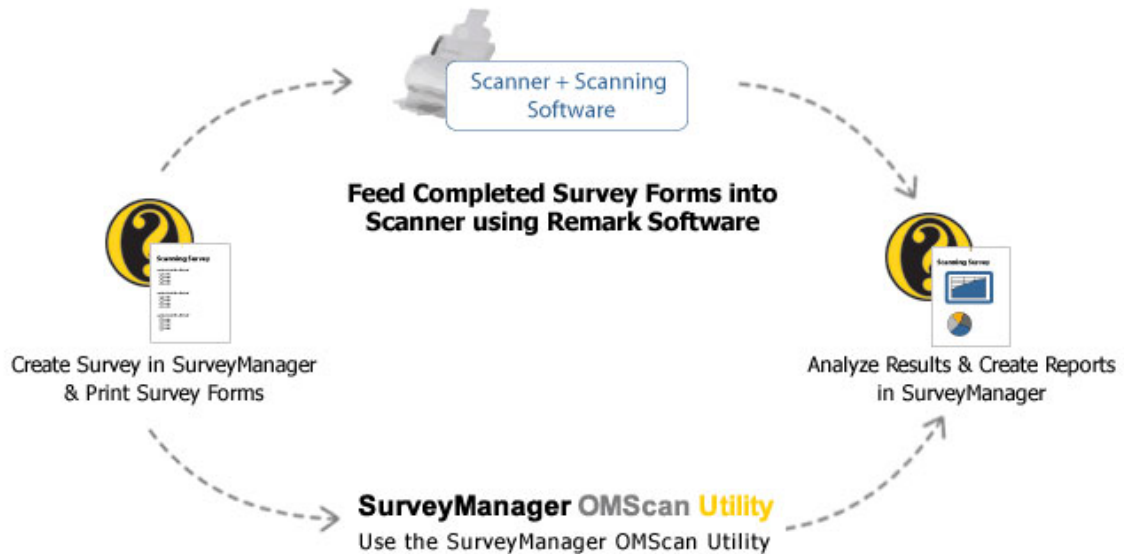 Scanner + Scanning
Software
Feed Completed Survey Forms into
Scanner using Remark Software
Scanning Survey
Scanning Survey
Create Survey in SurveyManager
& Print Survey Forms
Analyze Results & Create Reports
in SurveyManager
SurveyManager OMScan Utility
Use the SurveyManager OMScan Utility